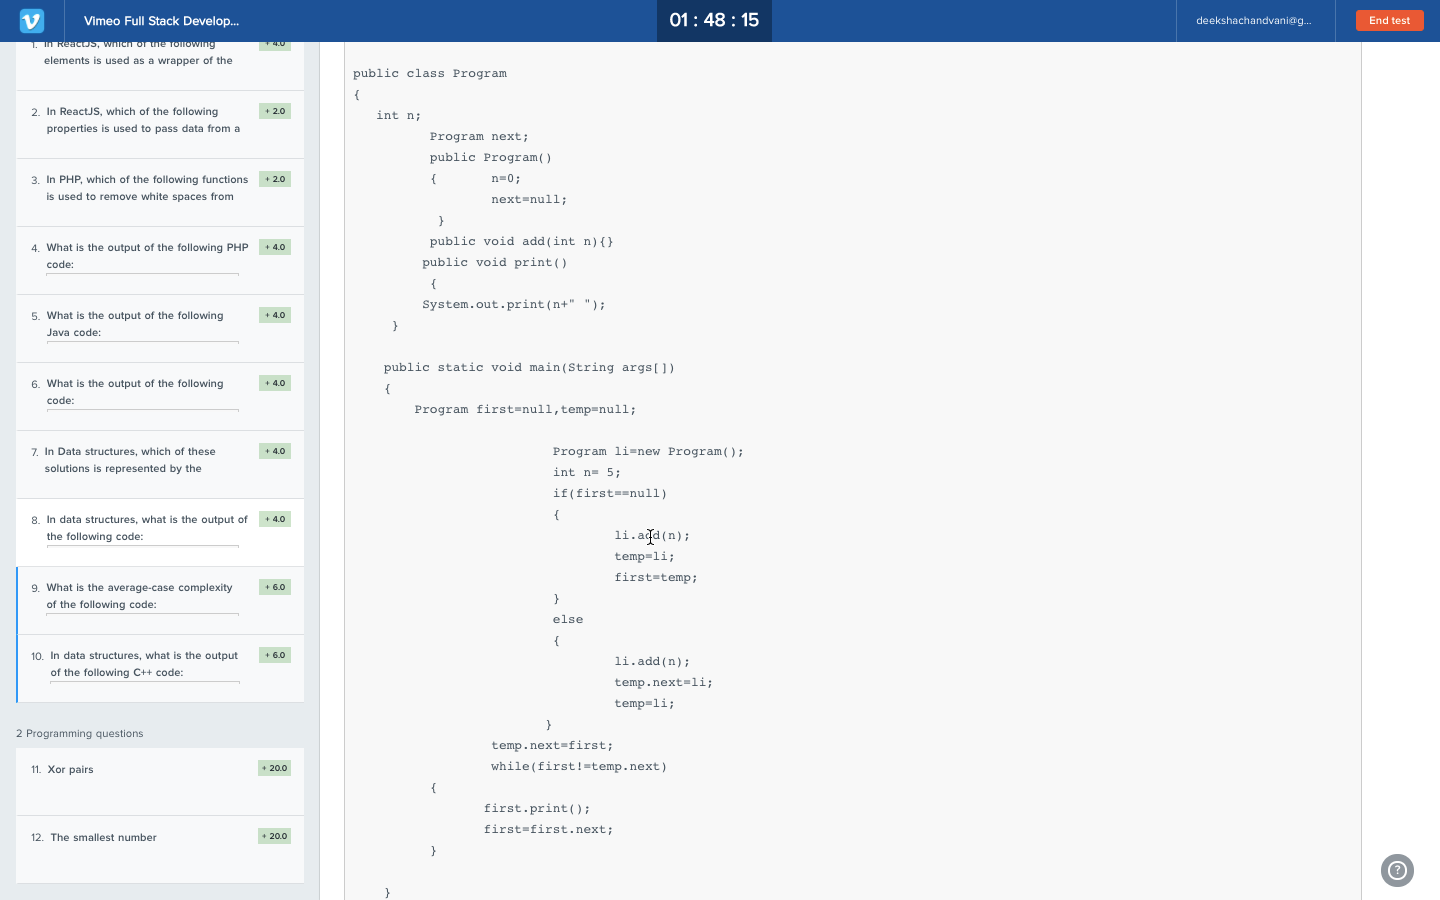 Vimeo Full Stack Develop...
01 : 48 : 15
deekshachandvani@g...
End test
1. In ReactJS, which of the following + 4.0
elements is used as a wrapper of the
2. In ReactJS, which of the following + 2.0
properties is used to pass data from a
3. In PHP, which of the following functions + 2.0
is used to remove white spaces from
4. What is the output of the following PHP + 4.0
code:
5. What is the output of the following + 4.0
Java code:
6. What is the output of the following + 4.0
code:
7. In Data structures, which of these + 4.0
solutions is represented by the
8. In data structures, what is the output of + 4.0
the following code:
9. What is the average-case complexity + 6.0
of the following code:
10. In data structures, what is the output + 6.0
of the following C++ code:
2 Programming questions
11. Xor pairs + 20.0
12. The smallest number + 20.0
public class Program
{
int n;
Program next;
public Program()
{ n=0;
next=null;
}
public void add(int n){}
public void print()
{
System.out.print(n+" ");
}
public static void main(String args[])
{
Program first=null,temp=null;
Program li=new Program();
int n= 5;
if(first==null)
{
li.add(n);
temp=li;
first=temp;
}
else
{
li.add(n);
temp.next=li;
temp=li;
}
temp.next=first;
while(first!=temp.next)
{
first.print();
first=first.next;
}
}
?